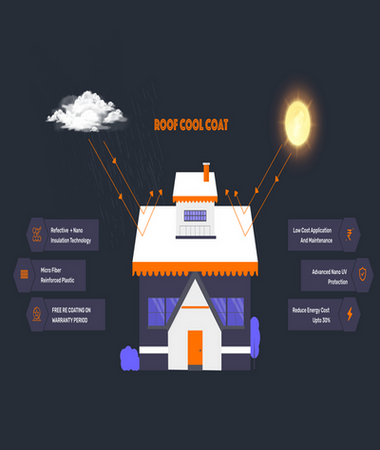 ROOF COOL COAT
Refective + Nano
Insulation Technology
Micro Fiber
Reinforced Plastic
FREE RE COATING ON
WARRANTY PERIOD
Low Cost Application
And Maintenance
₹
Advanced Nano UV
Protection
Reduce Energy Cost
Upto 30%